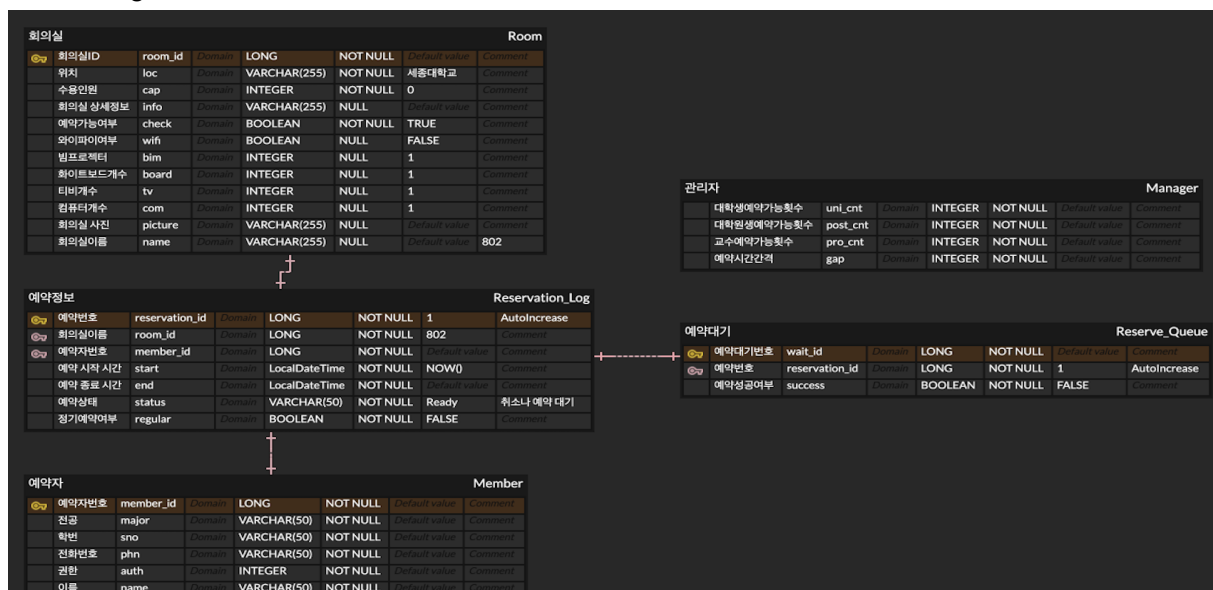 회의실 Room
회의실ID room_id Domain LONG NOT NULL Default value Comment
위치 loc Domain VARCHAR(255) NOT NULL 세종대학교 Comment
수용인원 cap Domain INTEGER NOT NULL 0 Comment
회의실 상세정보 info Domain VARCHAR(255) NULL Default value Comment
예약가능여부 check Domain BOOLEAN NOT NULL TRUE Comment
와이파이여부 wifi Domain BOOLEAN NULL FALSE Comment
빔프로젝터 bim Domain INTEGER NULL 1 Comment
화이트보드개수 board Domain INTEGER NULL 1 Comment
티비개수 tv Domain INTEGER NULL 1 Comment
컴퓨터개수 com Domain INTEGER NULL 1 Comment
회의실 사진 picture Domain VARCHAR(255) NULL Default value Comment
회의실이름 name Domain VARCHAR(255) NULL Default value 802
관리자 Manager
대학생예약가능횟수 uni_cnt Domain INTEGER NOT NULL Default value Comment
대학원생예약가능횟수 post_cnt Domain INTEGER NOT NULL Default value Comment
교수예약가능횟수 pro_cnt Domain INTEGER NOT NULL Default value Comment
예약시간간격 gap Domain INTEGER NOT NULL Default value Comment
예약정보 Reservation_Log
예약번호 reservation_id Domain LONG NOT NULL 1 AutoIncrease
회의실이름 room_id Domain LONG NOT NULL 802 Comment
예약자번호 member_id Domain LONG NOT NULL Default value Comment
예약 시작 시간 start Domain LocalDateTime NOT NULL NOW() Comment
예약 종료 시간 end Domain LocalDateTime NOT NULL Default value Comment
예약상태 status Domain VARCHAR(50) NOT NULL Ready 취소나 예약 대기
정기예약여부 regular Domain BOOLEAN NOT NULL FALSE Comment
예약대기 Reserve_Queue
예약대기번호 wait_id Domain LONG NOT NULL Default value Comment
예약번호 reservation_id Domain LONG NOT NULL 1 AutoIncrease
예약성공여부 success Domain BOOLEAN NOT NULL FALSE Comment
예약자 Member
예약자번호 member_id Domain LONG NOT NULL Default value Comment
전공 major Domain VARCHAR(50) NOT NULL Default value Comment
학번 sno Domain VARCHAR(50) NOT NULL Default value Comment
전화번호 phn Domain VARCHAR(50) NOT NULL Default value Comment
권한 auth Domain INTEGER NOT NULL Default value Comment
이름 name Domain VARCHAR(50) NOT NULL Default value Comment